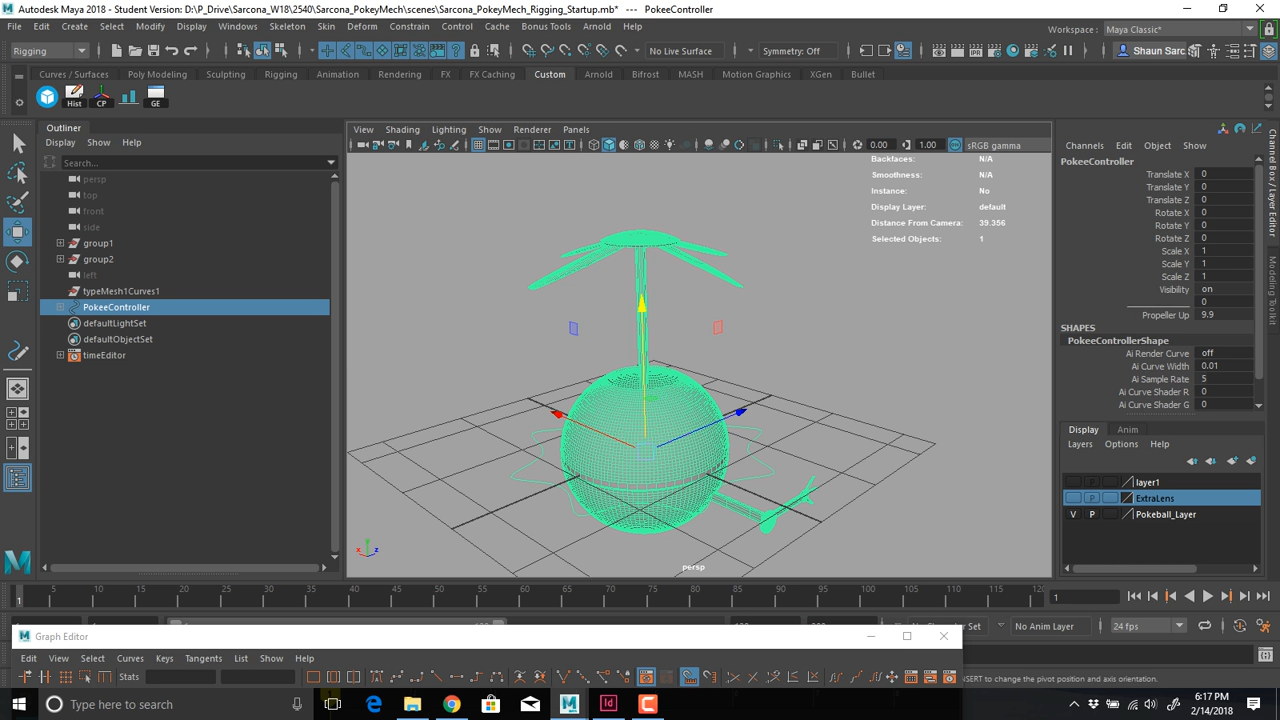 Autodesk Maya 2018 - Student Version: D:\P_Drive\Sarcona_W18\2540\Sarcona_PokeyMech\scenes\Sarcona_PokeyMech_Rigging_Startup.mb* --- PokeeController
File Edit Create Select Modify Display Windows Skeleton Skin Deform Constrain Control Cache Bonus Tools Arnold Help
Workspace : Maya Classic*
Rigging No Live Surface Symmetry: Off Shaun Sarc
Curves / Surfaces Poly Modeling Sculpting Rigging Animation Rendering FX FX Caching Custom Arnold Bifrost MASH Motion Graphics XGen Bullet
Hist CP GE
Outliner
Display Show Help
Search...
persp
top
front
side
group1
group2
left
typeMesh1Curves1
PokeeController
defaultLightSet
defaultObjectSet
timeEditor
View Shading Lighting Show Renderer Panels
0.00 1.00 sRGB gamma
Backfaces: N/A
Smoothness: N/A
Instance: No
Display Layer: default
Distance From Camera: 39.356
Selected Objects: 1
persp
Channels Edit Object Show
PokeeController
Translate X 0
Translate Y 0
Translate Z 0
Rotate X 0
Rotate Y 0
Rotate Z 0
Scale X 1
Scale Y 1
Scale Z 1
Visibility on
0
Propeller Up 9.9
SHAPES
PokeeControllerShape
Ai Render Curve off
Ai Curve Width 0.01
Ai Sample Rate 5
Ai Curve Shader R 0
Ai Curve Shader G 0
Channel Box / Layer Editor
Modeling Toolkit
Display Anim
Layers Options Help
P layer1
P ExtraLens
V P Pokeball_Layer
1 5 10 15 20 25 30 35 40 45 50 55 60 65 70 75 80 85 90 95 100 105 110 115 120
1
No Anim Layer 24 fps
Graph Editor
Edit View Select Curves Keys Tangents List Show Help
Stats
INSERT to change the pivot position and axis orientation.
Type here to search
6:17 PM
2/14/2018